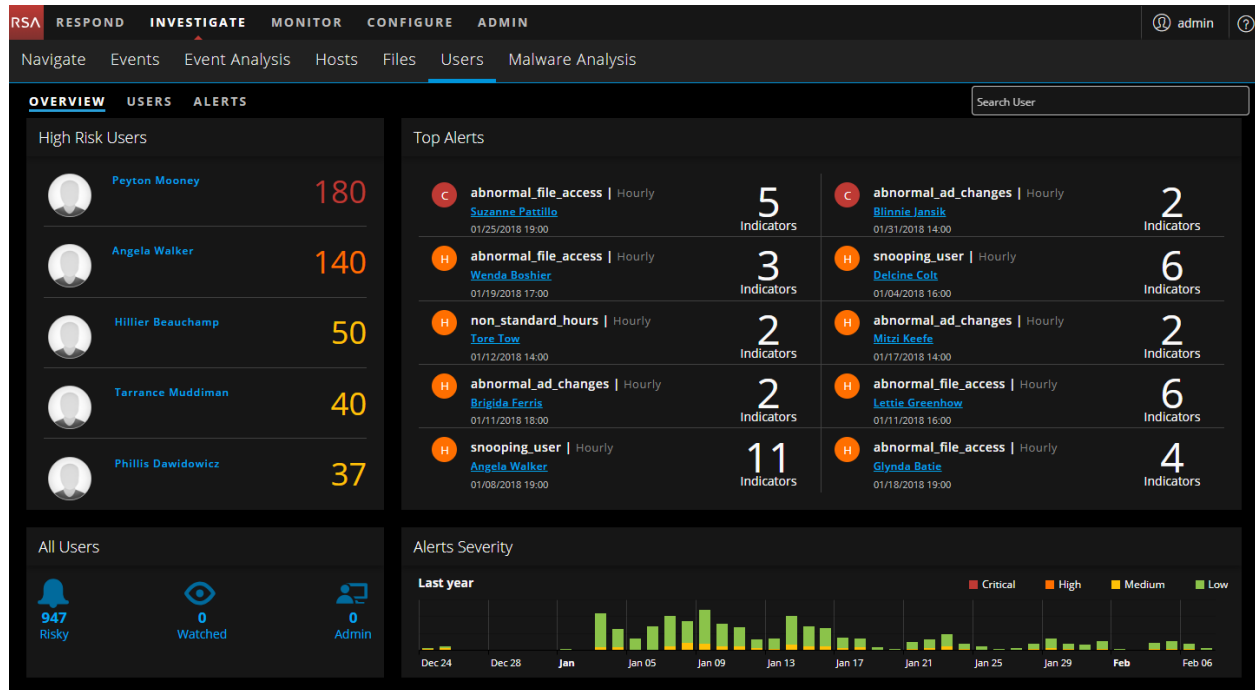 RSA RESPOND INVESTIGATE MONITOR CONFIGURE ADMIN admin ?
Navigate Events Event Analysis Hosts Files Users Malware Analysis
OVERVIEW USERS ALERTS Search User
High Risk Users
Peyton Mooney 180
Angela Walker 140
Hillier Beauchamp 50
Tarrance Muddiman 40
Phillis Dawidowicz 37
Top Alerts
C abnormal_file_access | Hourly
Suzanne Pattillo
01/25/2018 19:00
5
Indicators
C abnormal_ad_changes | Hourly
Blinnie Jansik
01/31/2018 14:00
2
Indicators
H abnormal_file_access | Hourly
Wenda Boshier
01/19/2018 17:00
3
Indicators
H snooping_user | Hourly
Delcine Colt
01/04/2018 16:00
6
Indicators
H non_standard_hours | Hourly
Tore Tow
01/12/2018 14:00
2
Indicators
H abnormal_ad_changes | Hourly
Mitzi Keefe
01/17/2018 14:00
2
Indicators
H abnormal_ad_changes | Hourly
Brigida Ferris
01/11/2018 18:00
2
Indicators
H abnormal_file_access | Hourly
Lettie Greenhow
01/11/2018 16:00
6
Indicators
H snooping_user | Hourly
Angela Walker
01/08/2018 19:00
11
Indicators
H abnormal_file_access | Hourly
Glynda Batie
01/18/2018 19:00
4
Indicators
All Users
947
Risky
0
Watched
0
Admin
Alerts Severity
Last year Critical High Medium Low
Dec 24 Dec 28 Jan Jan 05 Jan 09 Jan 13 Jan 17 Jan 21 Jan 25 Jan 29 Feb Feb 06